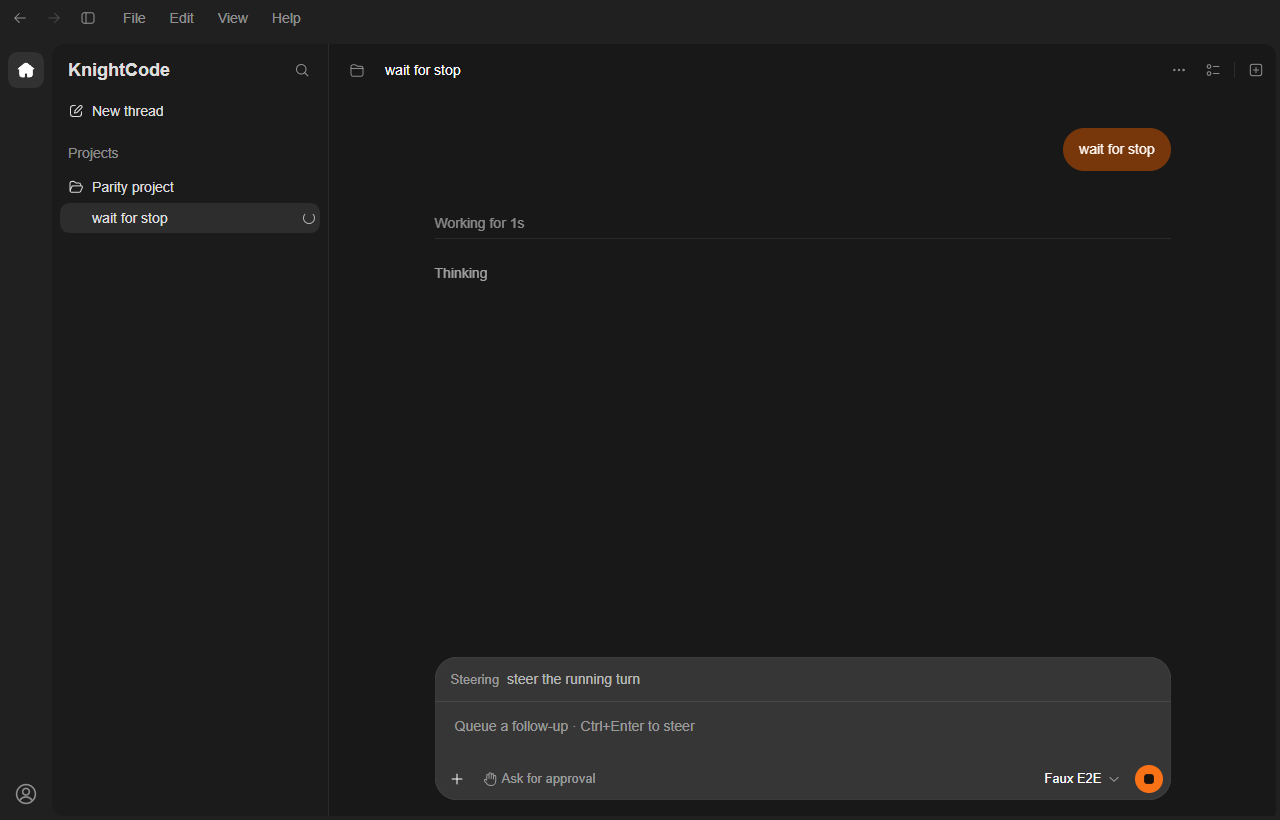 File Edit View Help
KnightCode
New thread
Projects
Parity project
wait for stop
wait for stop
wait for stop
Working for 1s
Thinking
Steering steer the running turn
Queue a follow-up · Ctrl+Enter to steer
Ask for approval
Faux E2E